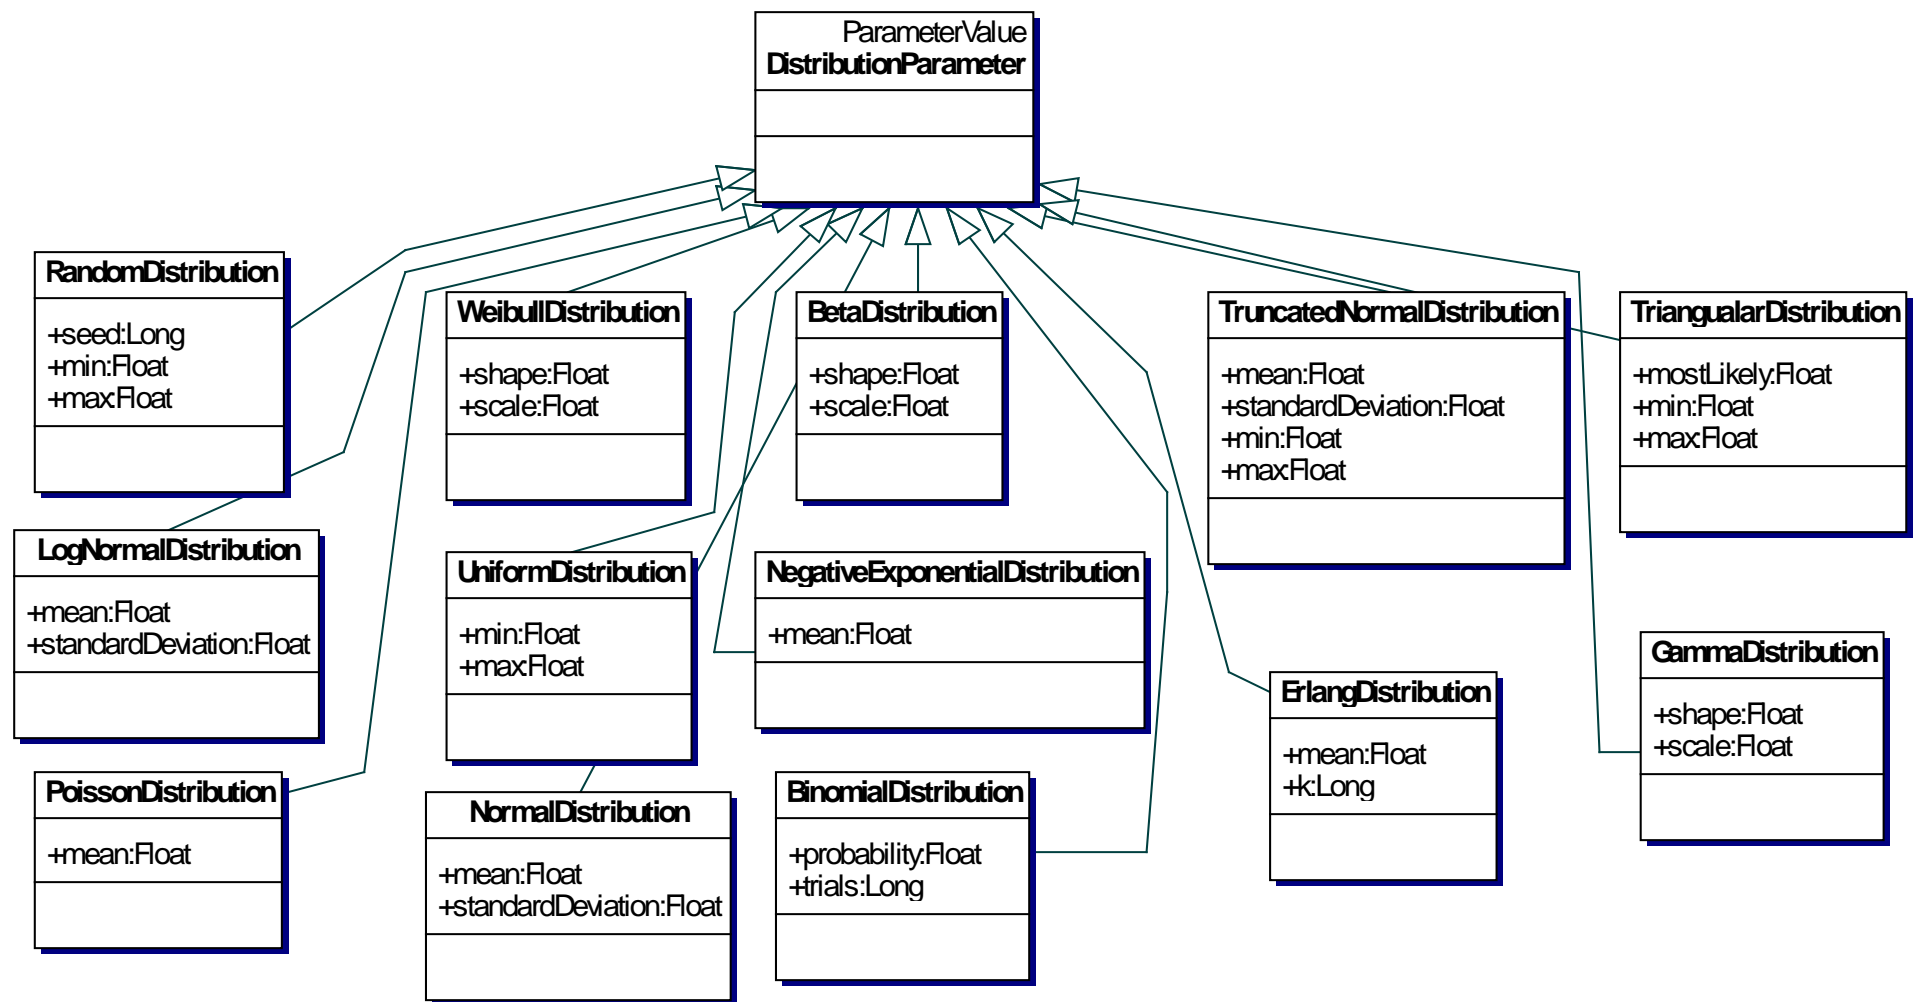 ParameterValue
DistributionParameter
RandomDistribution
+seed:Long
+min:Float
+max:Float
WeibullDistribution
+shape:Float
+scale:Float
BetaDistribution
+shape:Float
+scale:Float
TruncatedNormalDistribution
+mean:Float
+standardDeviation:Float
+min:Float
+max:Float
TriangualarDistribution
+mostLikely:Float
+min:Float
+max:Float
LogNormalDistribution
+mean:Float
+standardDeviation:Float
UniformDistribution
+min:Float
+max:Float
NegativeExponentialDistribution
+mean:Float
ErlangDistribution
+mean:Float
+k:Long
GammaDistribution
+shape:Float
+scale:Float
PoissonDistribution
+mean:Float
NormalDistribution
+mean:Float
+standardDeviation:Float
BinomialDistribution
+probability:Float
+trials:Long